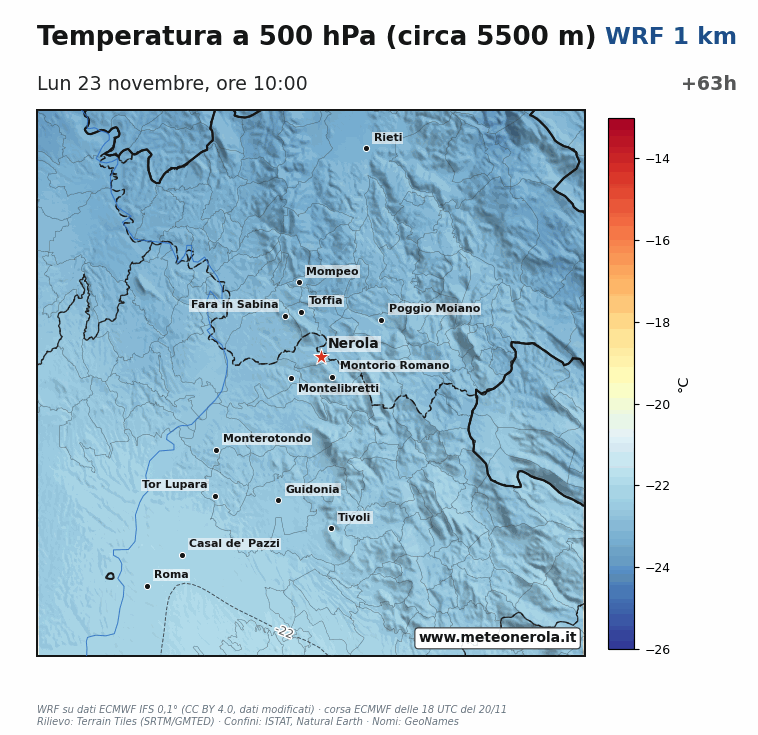 Temperatura a 500 hPa (circa 5500 m) WRF 1 km
Lun 23 novembre, ore 10:00 +63h
Rieti
Mompeo
Toffia
Fara in Sabina
Poggio Moiano
Nerola
Montorio Romano
Montelibretti
Monterotondo
Tor Lupara
Guidonia
Tivoli
Casal de' Pazzi
Roma
-22
www.meteonerola.it
−14
−16
−18
−20
−22
−24
−26
°C
WRF su dati ECMWF IFS 0,1° (CC BY 4.0, dati modificati) · corsa ECMWF delle 18 UTC del 20/11
Rilievo: Terrain Tiles (SRTM/GMTED) · Confini: ISTAT, Natural Earth · Nomi: GeoNames